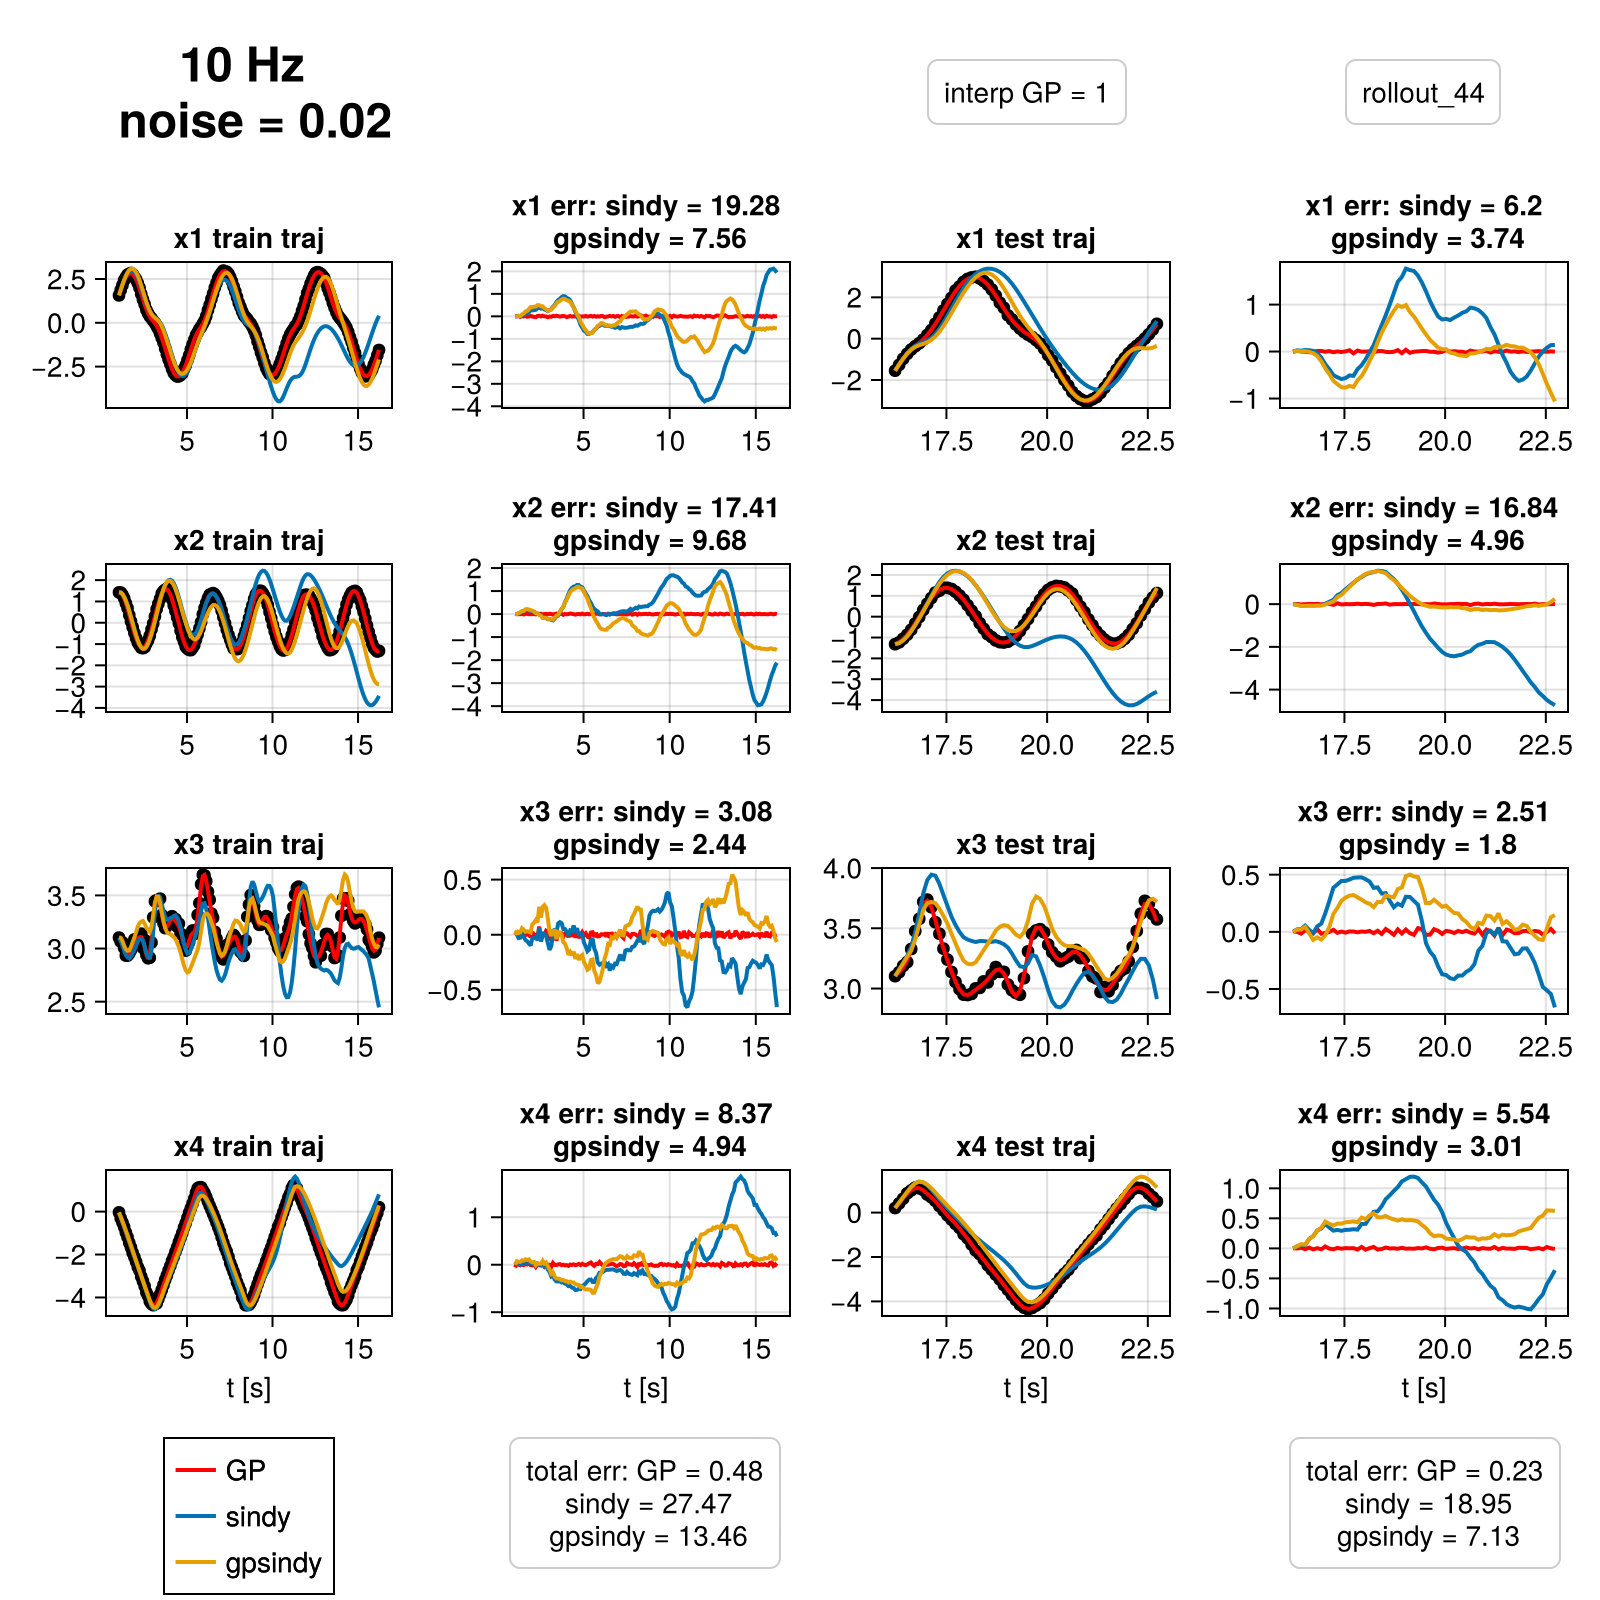 10 Hz
noise = 0.02
interp GP = 1
rollout_44
x1 train traj
2.5
0.0
−2.5
5
10
15
x1 err: sindy = 19.28
gpsindy = 7.56
2
1
0
−1
−2
−3
−4
5
10
15
x1 test traj
2
0
−2
17.5
20.0
22.5
x1 err: sindy = 6.2
gpsindy = 3.74
1
0
−1
17.5
20.0
22.5
x2 train traj
2
1
0
−1
−2
−3
−4
5
10
15
x2 err: sindy = 17.41
gpsindy = 9.68
2
1
0
−1
−2
−3
−4
5
10
15
x2 test traj
2
1
0
−1
−2
−3
−4
17.5
20.0
22.5
x2 err: sindy = 16.84
gpsindy = 4.96
0
−2
−4
17.5
20.0
22.5
x3 train traj
3.5
3.0
2.5
5
10
15
x3 err: sindy = 3.08
gpsindy = 2.44
0.5
0.0
−0.5
5
10
15
x3 test traj
4.0
3.5
3.0
17.5
20.0
22.5
x3 err: sindy = 2.51
gpsindy = 1.8
0.5
0.0
−0.5
17.5
20.0
22.5
x4 train traj
0
−2
−4
5
10
15
t [s]
x4 err: sindy = 8.37
gpsindy = 4.94
1
0
−1
5
10
15
t [s]
x4 test traj
0
−2
−4
17.5
20.0
22.5
t [s]
x4 err: sindy = 5.54
gpsindy = 3.01
1.0
0.5
0.0
−0.5
−1.0
17.5
20.0
22.5
t [s]
GP
sindy
gpsindy
total err: GP = 0.48
sindy = 27.47
gpsindy = 13.46
total err: GP = 0.23
sindy = 18.95
gpsindy = 7.13